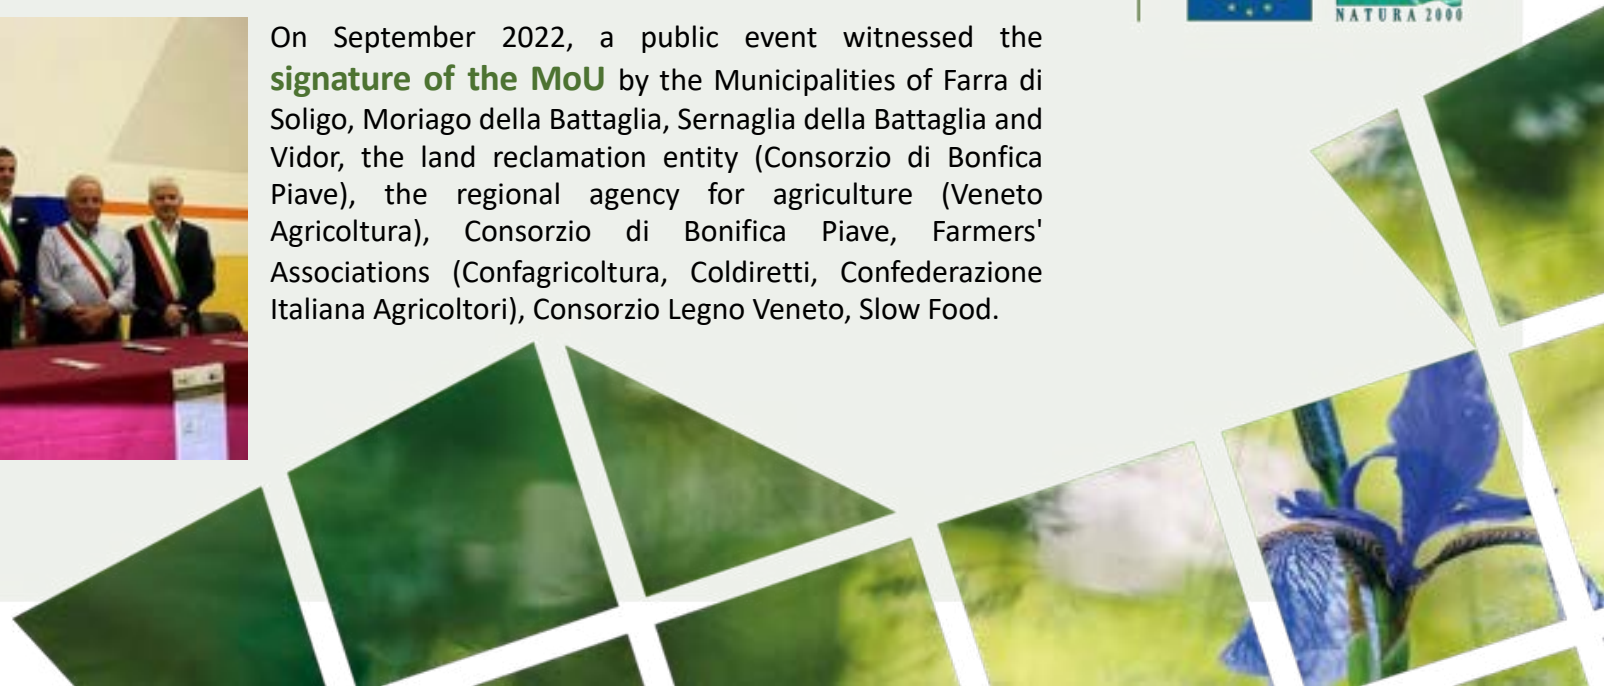 NATURA 2000
On September 2022, a public event witnessed the
signature of the MoU by the Municipalities of Farra di
Soligo, Moriago della Battaglia, Sernaglia della Battaglia and
Vidor, the land reclamation entity (Consorzio di Bonfica
Piave), the regional agency for agriculture (Veneto
Agricoltura), Consorzio di Bonifica Piave, Farmers'
Associations (Confagricoltura, Coldiretti, Confederazione
Italiana Agricoltori), Consorzio Legno Veneto, Slow Food.